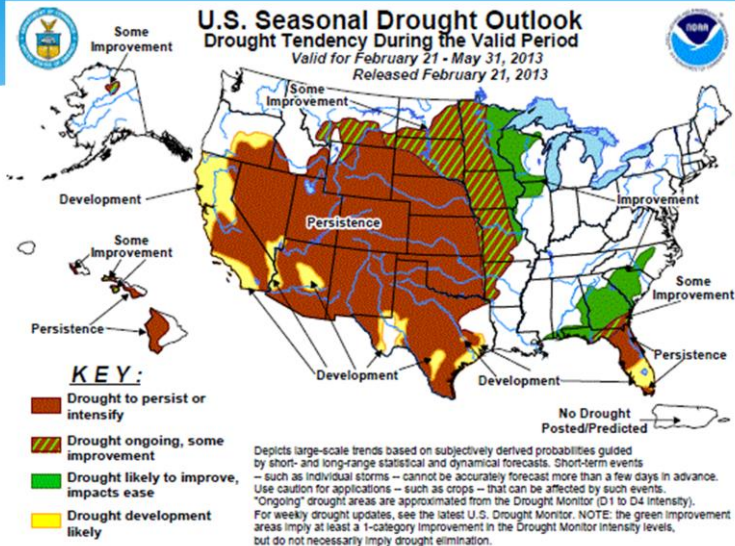 U.S. Seasonal Drought Outlook
Drought Tendency During the Valid Period
Valid for February 21 - May 31, 2013
Released February 21, 2013
NOAA
Some
Improvement
Some
Improvement
Development
Persistence
Improvement
Some
Improvement
Some
Improvement
Persistence
Persistence
Development
Development
No Drought
Posted/Predicted
KEY:
Drought to persist or
intensify
Drought ongoing, some
improvement
Drought likely to improve,
impacts ease
Drought development
likely
Depicts large-scale trends based on subjectively derived probabilities guided
by short- and long-range statistical and dynamical forecasts. Short-term events
-- such as individual storms -- cannot be accurately forecast more than a few days in advance.
Use caution for applications -- such as crops -- that can be affected by such events.
"Ongoing" drought areas are approximated from the Drought Monitor (D1 to D4 intensity).
For weekly drought updates, see the latest U.S. Drought Monitor. NOTE: the green improvement
areas imply at least a 1-category improvement in the Drought Monitor intensity levels,
but do not necessarily imply drought elimination.